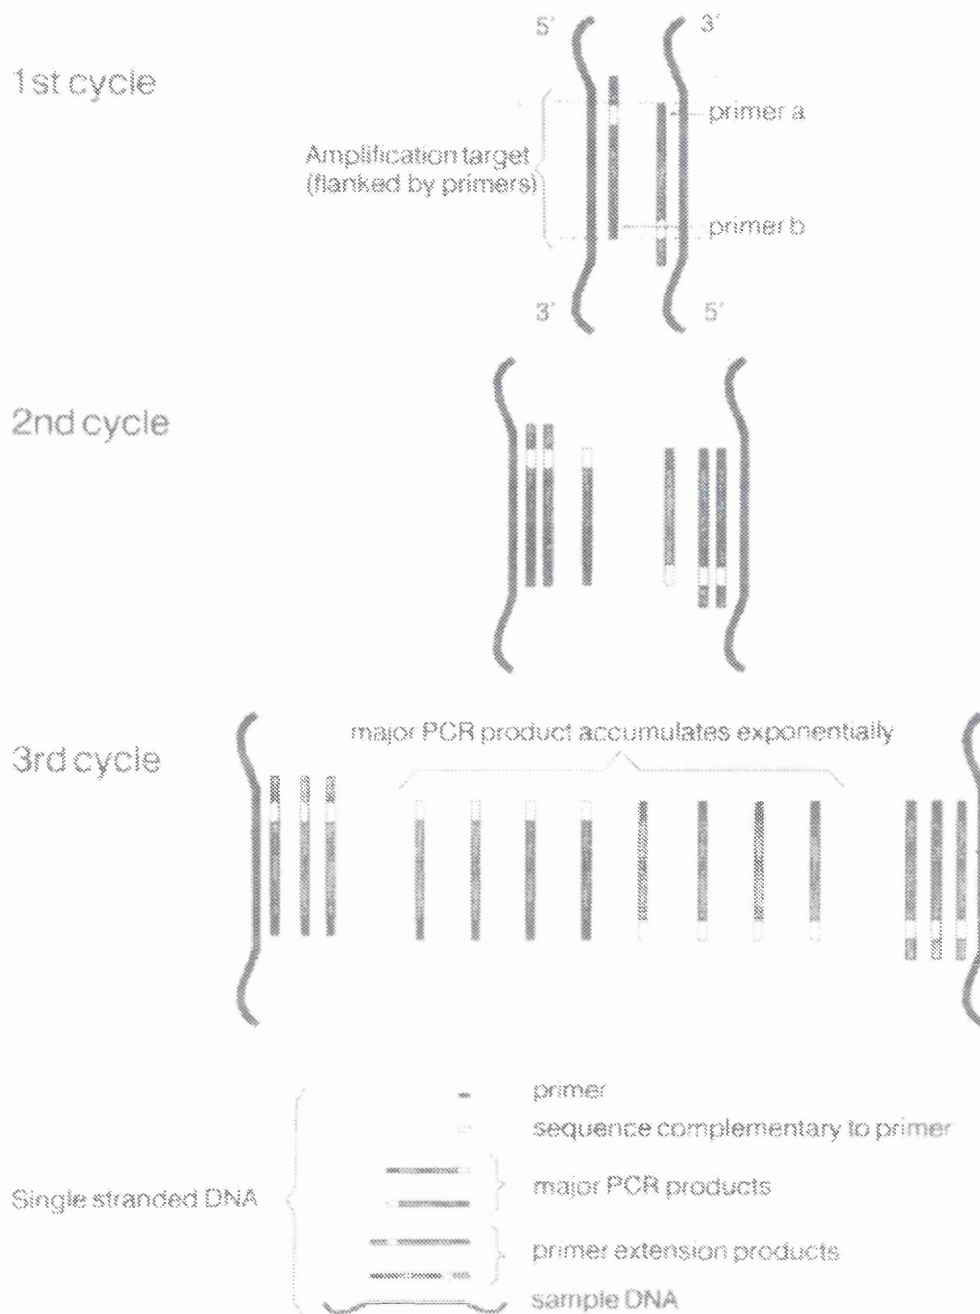 5′ 3′
1st cycle
primer a
Amplification target
(flanked by primers)
primer b
3′ 5′
2nd cycle
major PCR product accumulates exponentially
3rd cycle
primer
sequence complementary to primer
Single stranded DNA
major PCR products
primer extension products
sample DNA